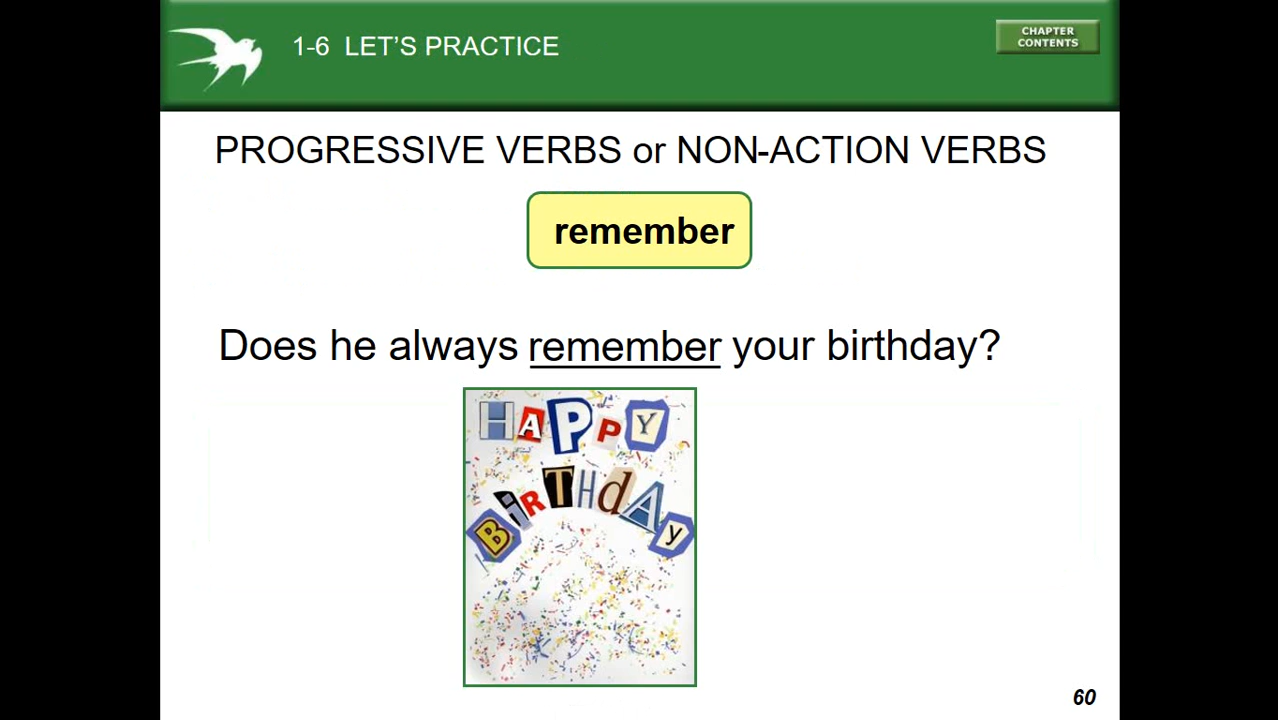 1-6 LET'S PRACTICE
CHAPTER
CONTENTS
PROGRESSIVE VERBS or NON-ACTION VERBS
remember
Does he always remember your birthday?
HAPPY
BiRTHdAy
60